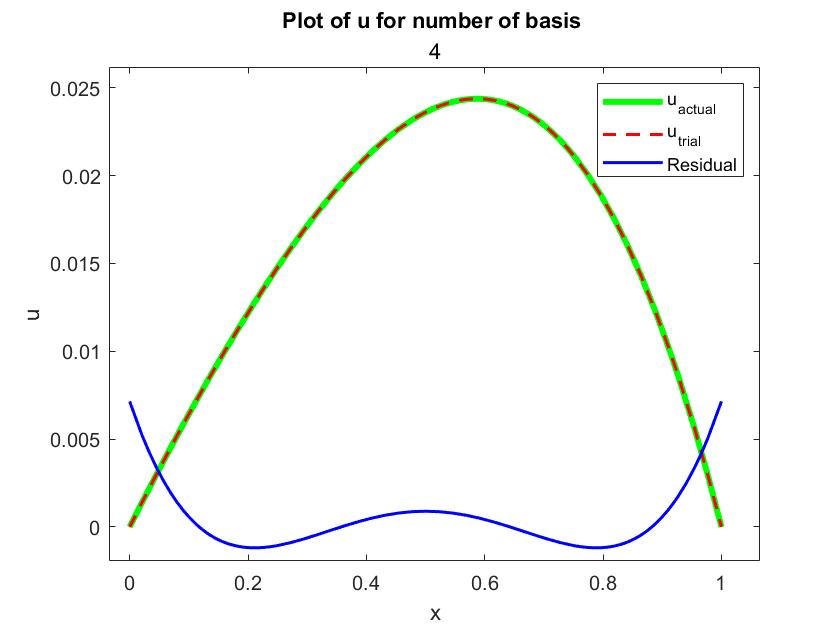 Plot of u for number of basis
4
0.025
0.02
0.015
0.01
0.005
0
u
u_actual
u_trial
Residual
0 0.2 0.4 0.6 0.8 1
x